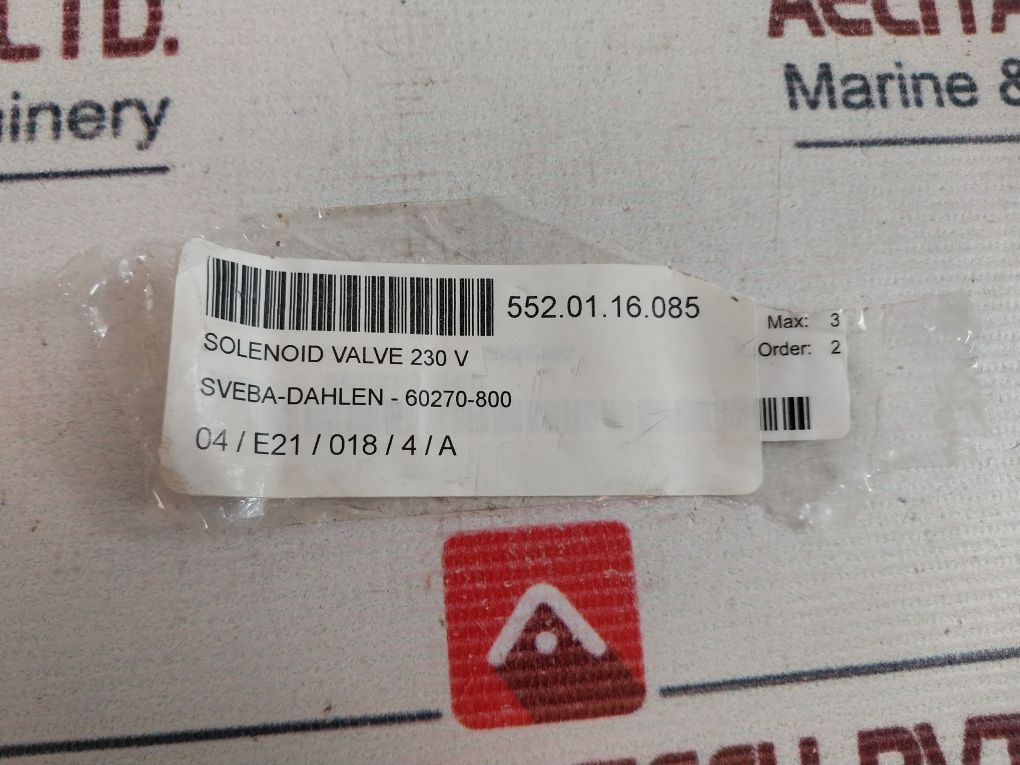 LTD.
Marine &
552.01.16.085
SOLENOID VALVE 230 V
SVEBA-DAHLEN - 60270-800
04 / E21 / 018 / 4 / A
Max: 3
Order: 2